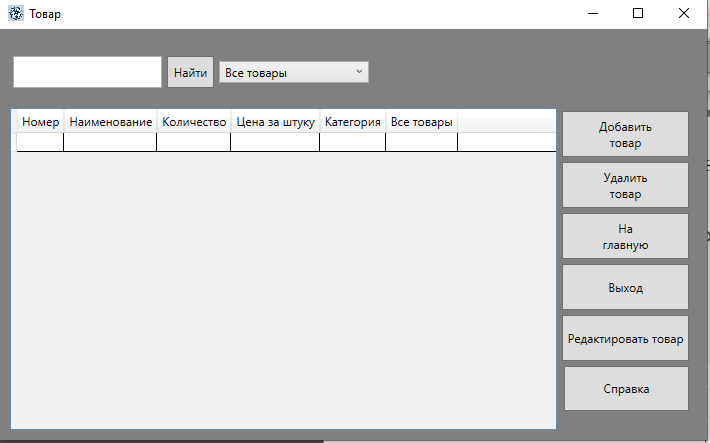 Товар
Найти
Все товары
Номер Наименование Количество Цена за штуку Категория Все товары
Добавить
товар
Удалить
товар
На
главную
Выход
Редактировать товар
Справка